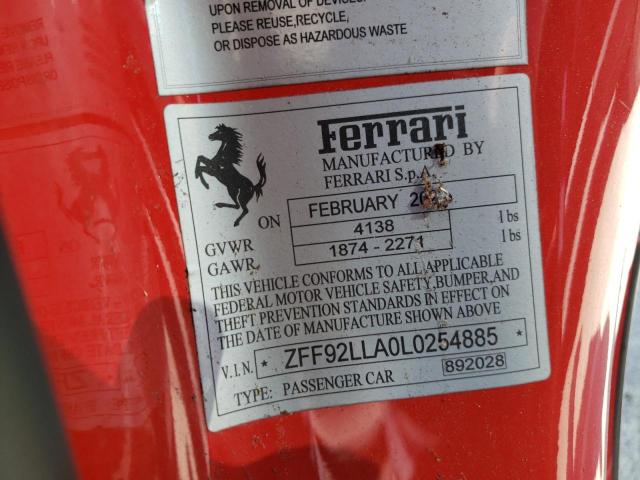 UPON REMOVAL OF DEVICES.
PLEASE REUSE,RECYCLE,
OR DISPOSE AS HAZARDOUS WASTE
Ferrari
MANUFACTURED BY
FERRARI S.p.A.
ON FEBRUARY
GVWR 4138 lbs
GAWR 1874 - 2271 lbs
THIS VEHICLE CONFORMS TO ALL APPLICABLE
FEDERAL MOTOR VEHICLE SAFETY,BUMPER,AND
THEFT PREVENTION STANDARDS IN EFFECT ON
THE DATE OF MANUFACTURE SHOWN ABOVE
V.I.N. * ZFF92LLA0L0254885 *
TYPE: PASSENGER CAR 892028